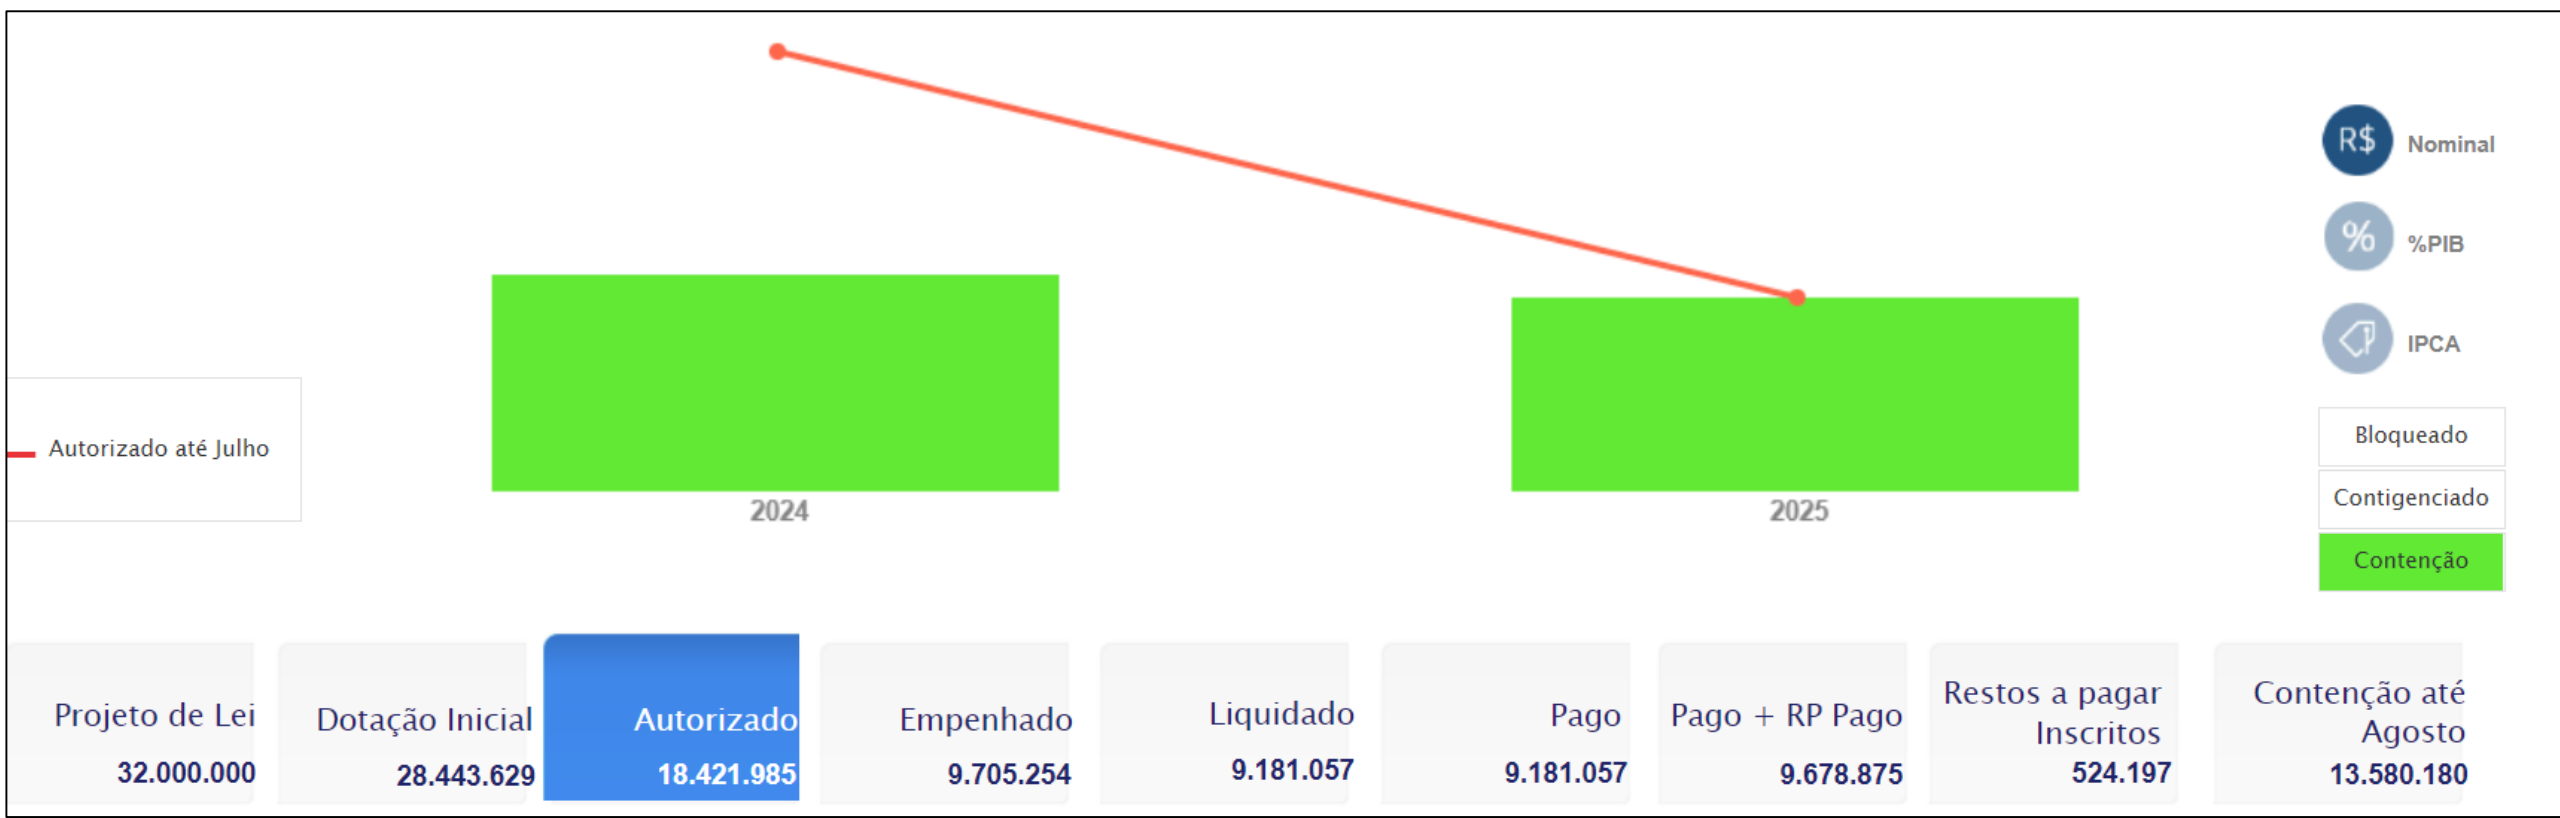 R$ Nominal
% %PIB
IPCA
Autorizado até Julho
Bloqueado
Contigenciado
Contenção
2024
2025
Projeto de Lei
32.000.000
Dotação Inicial
28.443.629
Autorizado
18.421.985
Empenhado
9.705.254
Liquidado
9.181.057
Pago
9.181.057
Pago + RP Pago
9.678.875
Restos a pagar
Inscritos
524.197
Contenção até
Agosto
13.580.180